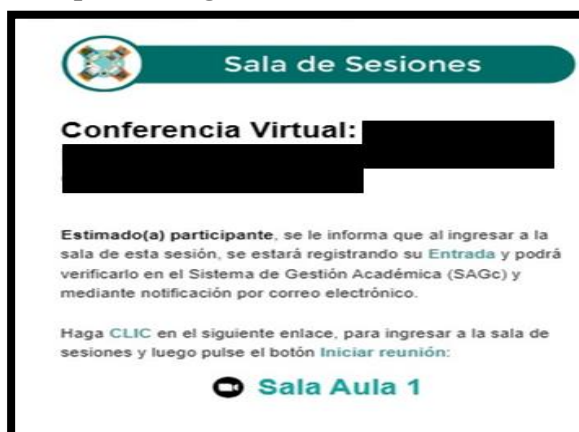 Sala de Sesiones
Conferencia Virtual:
Estimado(a) participante, se le informa que al ingresar a la
sala de esta sesión, se estará registrando su Entrada y podrá
verificarlo en el Sistema de Gestión Académica (SAGc) y
mediante notificación por correo electrónico.
Haga CLIC en el siguiente enlace, para ingresar a la sala de
sesiones y luego pulse el botón Iniciar reunión:
Sala Aula 1